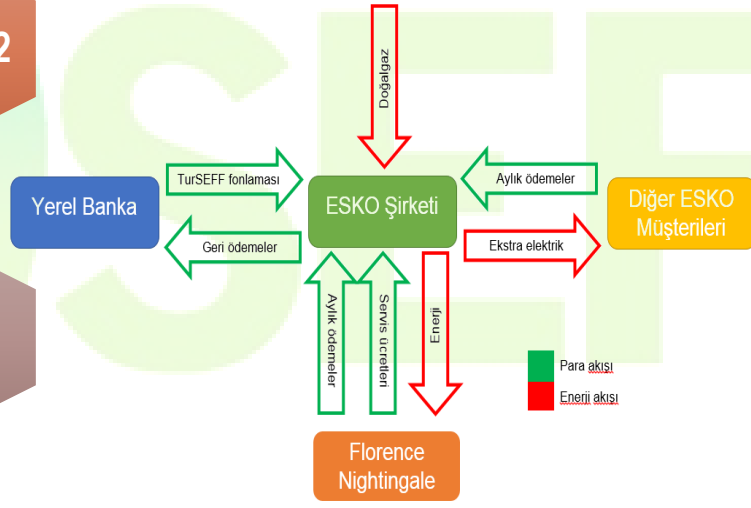 2
Doğalgaz
TurSEFF fonlaması
Aylık ödemeler
Yerel Banka
ESKO Şirketi
Diğer ESKO
Müşterileri
Geri ödemeler
Ekstra elektrik
Aylık ödemeler
Servis ücretleri
Enerji
Para akışı
Enerji akışı
Florence
Nightingale
SEF